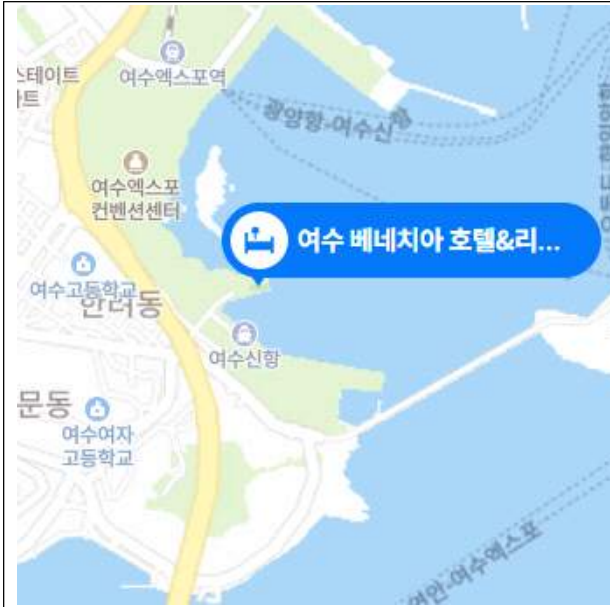 스테이트
파트
여수엑스포역
광양항-여수신항
여수엑스포
컨벤션센터
여수 베네치아 호텔&리...
여수고등학교
한려동
여수신항
문동
여수여자
고등학교
연안-여수엑스포